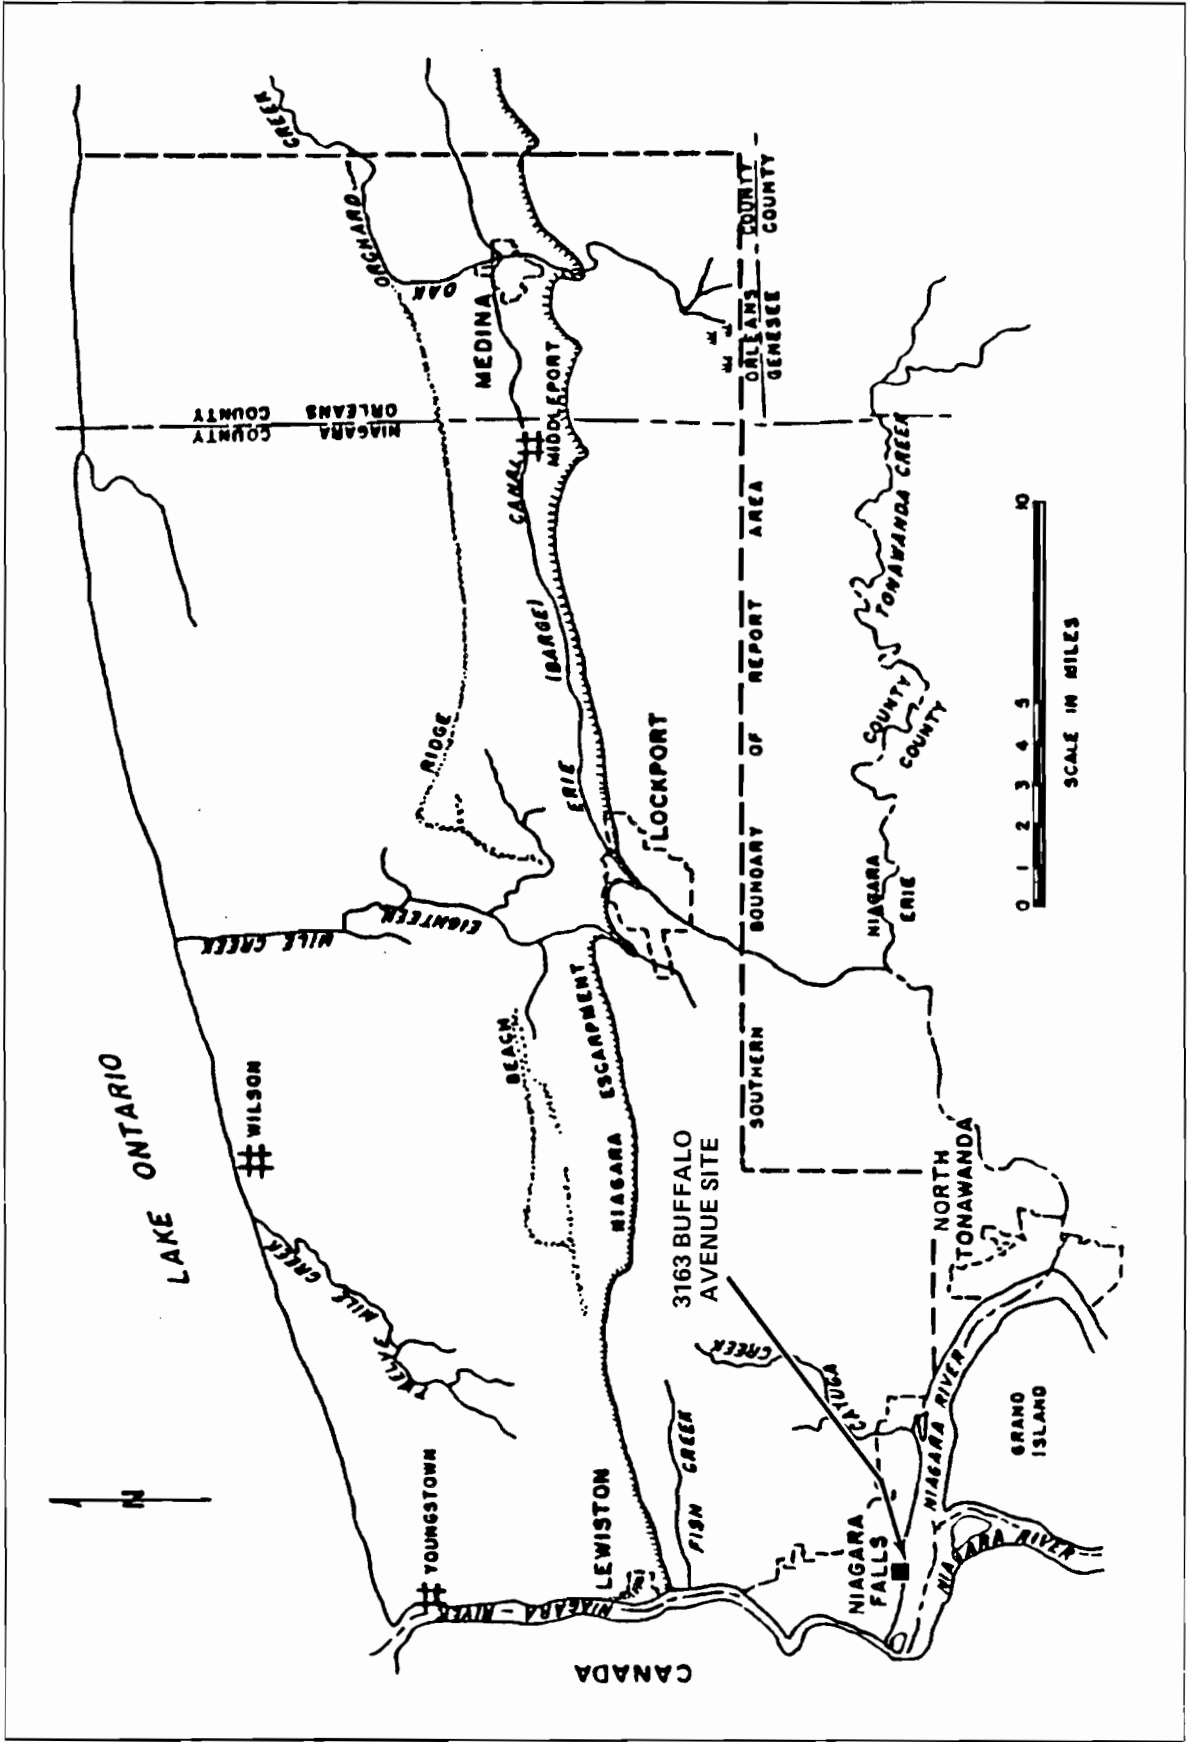 LAKE ONTARIO
N
CANADA
YOUNGSTOWN
WILSON
TWELVE MILE CREEK
EIGHTEEN
MILE CREEK
NIAGARA COUNTY
ORLEANS COUNTY
ORCHARD
CREEK
OAK
RIDGE
BEACH
MEDINA
MIDDLEPORT
ERIE
(BARGE)
CANAL
LOCKPORT
NIAGARA ESCARPMENT
LEWISTON
NIAGARA - RIVER
FISH CREEK
3163 BUFFALO
AVENUE SITE
CAYUGA
CREEK
NIAGARA
FALLS
NIAGARA RIVER
NIAGARA RIVER
GRAND
ISLAND
NORTH
TONAWANDA
SOUTHERN BOUNDARY OF REPORT AREA
ORLEANS COUNTY
GENESEE COUNTY
NIAGARA COUNTY
ERIE COUNTY
TONAWANDA CREEK
0 1 2 3 4 5 10
SCALE IN MILES